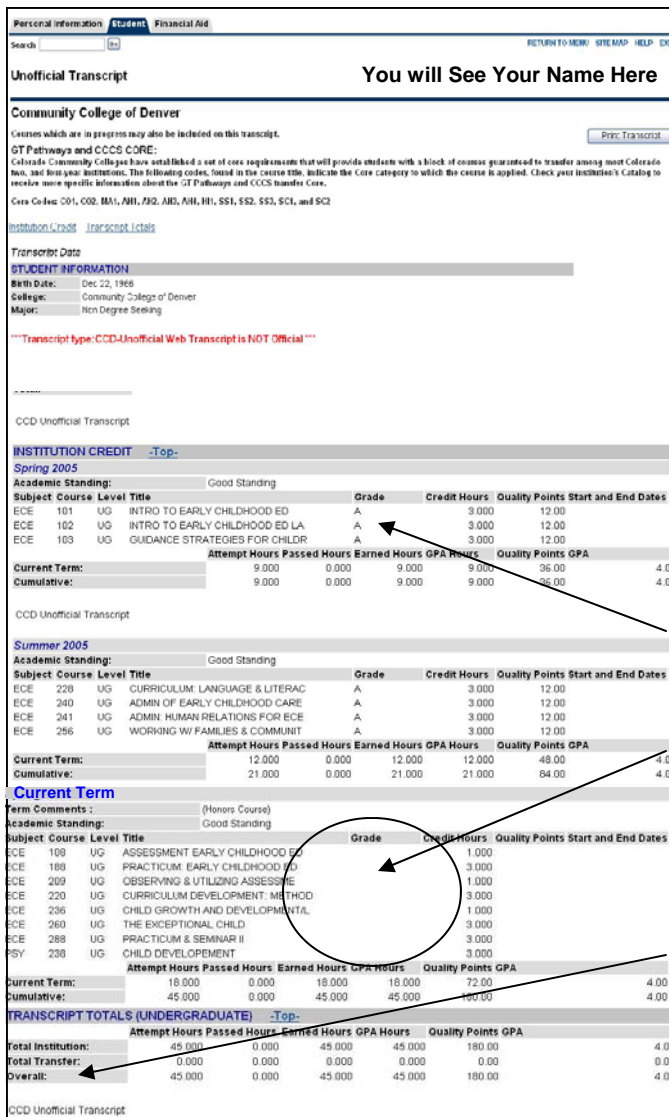 Personal Information Student Financial Aid
Search Go RETURN TO MENU SITE MAP HELP EX
Unofficial Transcript You will See Your Name Here
Community College of Denver
Courses which are in progress may also be included on this transcript.
Print Transcript
GT Pathways and CCCS CORE:
Colorado Community Colleges have established a set of core requirements that will provide students with a block of courses guaranteed to transfer among most Colorado
two, and four-year institutions. The following codes, found in the course title, indicate the Core category to which the course is applied. Check your institution's Catalog to
receive more specific information about the GT Pathways and CCCS transfer Core.
Core Codes: CO1, CO2, MA1, AH1, AH2, AH3, AH4, HI1, SS1, SS2, SS3, SC1, and SC2
Institution Credit Transcript Totals
Transcript Data
STUDENT INFORMATION
Birth Date: Dec 22, 1966
College: Community College of Denver
Major: Non Degree Seeking
***Transcript type:CCD-Unofficial Web Transcript is NOT Official ***
CCD Unofficial Transcript
INSTITUTION CREDIT -Top-
Spring 2005
Academic Standing: Good Standing
Subject Course Level Title Grade Credit Hours Quality Points Start and End Dates
ECE 101 UG INTRO TO EARLY CHILDHOOD ED A 3.000 12.00
ECE 102 UG INTRO TO EARLY CHILDHOOD ED LA A 3.000 12.00
ECE 103 UG GUIDANCE STRATEGIES FOR CHILDR A 3.000 12.00
Attempt Hours Passed Hours Earned Hours GPA Hours Quality Points GPA
Current Term: 9.000 0.000 9.000 9.000 36.00 4.0
Cumulative: 9.000 0.000 9.000 9.000 36.00 4.0
CCD Unofficial Transcript
Summer 2005
Academic Standing: Good Standing
Subject Course Level Title Grade Credit Hours Quality Points Start and End Dates
ECE 228 UG CURRICULUM: LANGUAGE & LITERAC A 3.000 12.00
ECE 240 UG ADMIN OF EARLY CHILDHOOD CARE A 3.000 12.00
ECE 241 UG ADMIN: HUMAN RELATIONS FOR ECE A 3.000 12.00
ECE 256 UG WORKING W/ FAMILIES & COMMUNIT A 3.000 12.00
Attempt Hours Passed Hours Earned Hours GPA Hours Quality Points GPA
Current Term: 12.000 0.000 12.000 12.000 48.00 4.0
Cumulative: 21.000 0.000 21.000 21.000 84.00 4.0
Current Term
Term Comments : (Honors Course)
Academic Standing: Good Standing
Subject Course Level Title Grade Credit Hours Quality Points Start and End Dates
ECE 108 UG ASSESSMENT EARLY CHILDHOOD ED 1.000
ECE 188 UG PRACTICUM: EARLY CHILDHOOD ED 3.000
ECE 209 UG OBSERVING & UTILIZING ASSESSME 1.000
ECE 220 UG CURRICULUM DEVELOPMENT: METHOD 3.000
ECE 236 UG CHILD GROWTH AND DEVELOPMENT/L 1.000
ECE 260 UG THE EXCEPTIONAL CHILD 3.000
ECE 288 UG PRACTICUM & SEMINAR II 3.000
PSY 238 UG CHILD DEVELOPEMENT 3.000
Attempt Hours Passed Hours Earned Hours GPA Hours Quality Points GPA
Current Term: 18.000 0.000 18.000 18.000 72.00 4.00
Cumulative: 45.000 0.000 45.000 45.000 180.00 4.00
TRANSCRIPT TOTALS (UNDERGRADUATE) -Top-
Attempt Hours Passed Hours Earned Hours GPA Hours Quality Points GPA
Total Institution: 45.000 0.000 45.000 45.000 180.00 4.0
Total Transfer: 0.000 0.000 0.000 0.000 0.00 0.0
Overall: 45.000 0.000 45.000 45.000 180.00 4.0
CCD Unofficial Transcript